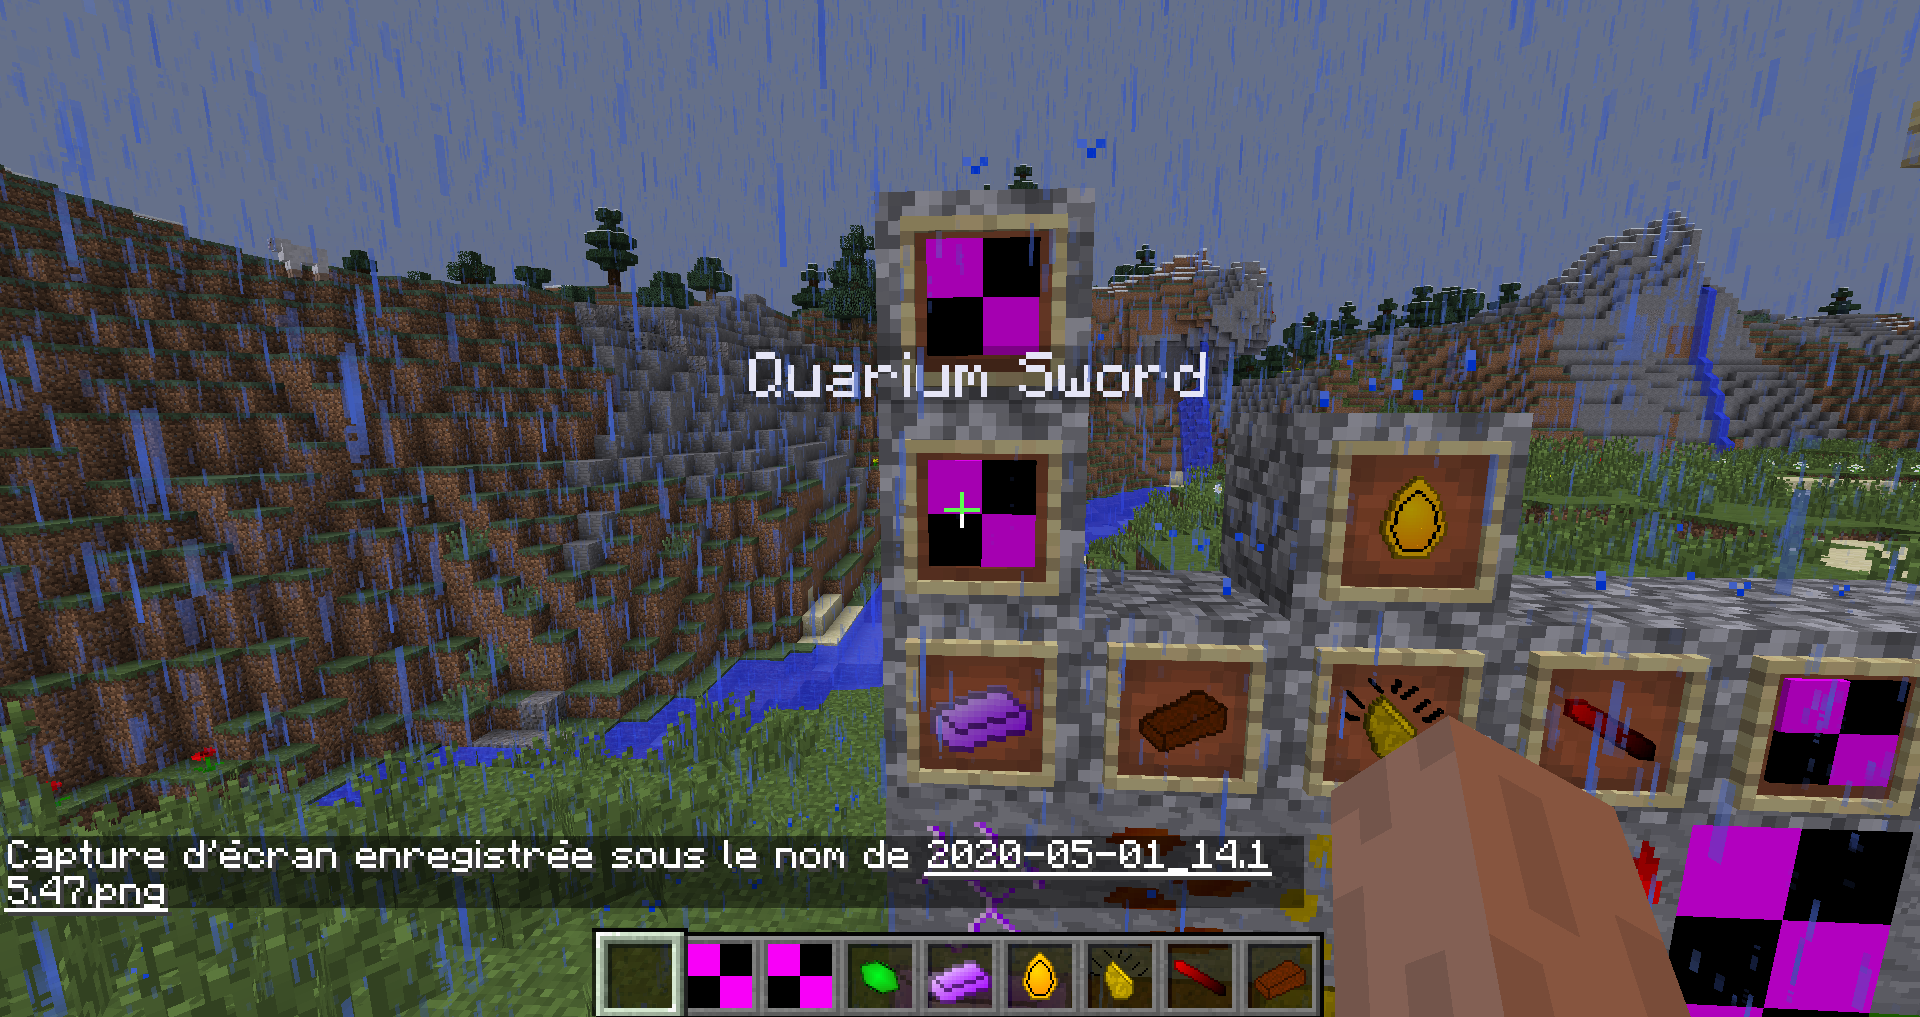 Quarium Sword
Capture d'écran enregistrée sous le nom de 2020-05-01_14.1
5.47.png